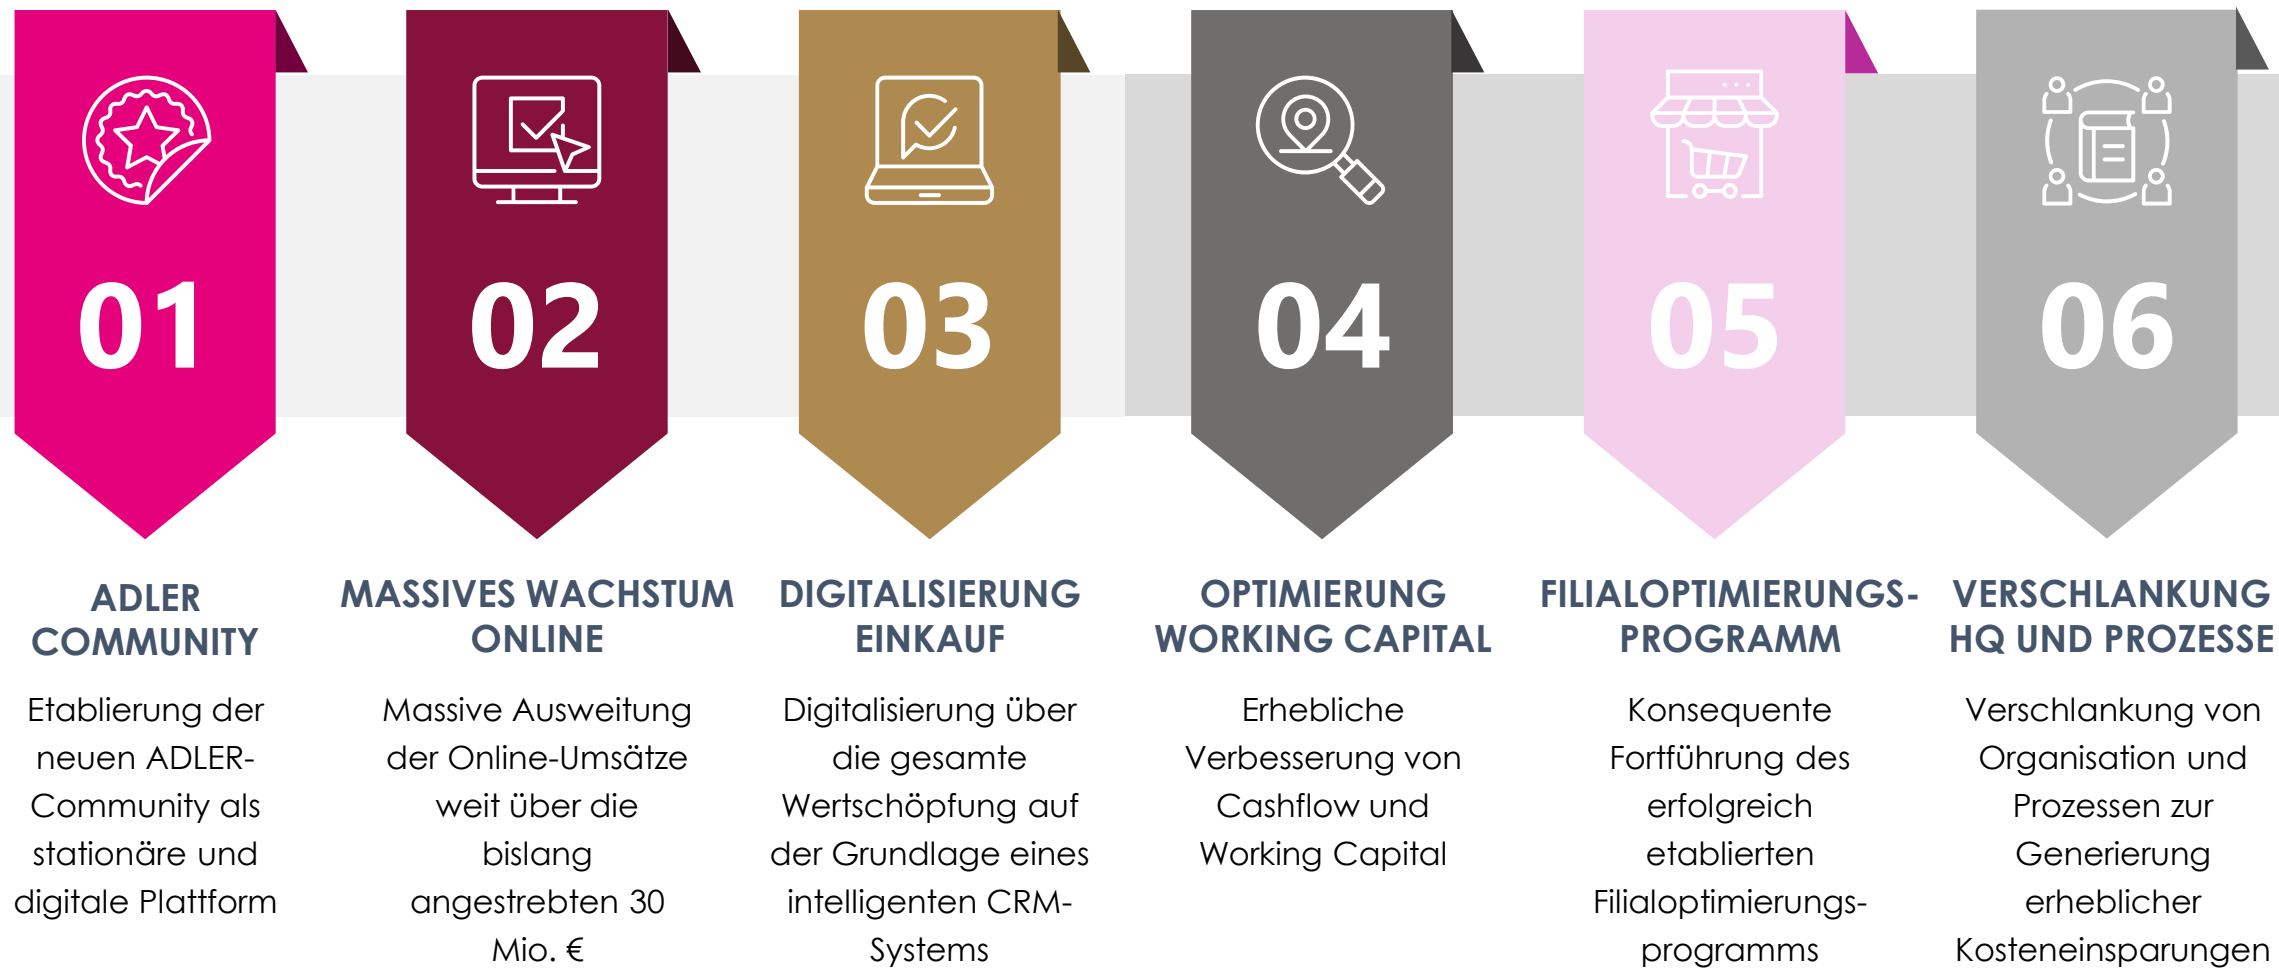 01
ADLER
COMMUNITY
Etablierung der
neuen ADLER-
Community als
stationäre und
digitale Plattform
02
MASSIVES WACHSTUM
ONLINE
Massive Ausweitung
der Online-Umsätze
weit über die
bislang
angestrebten 30
Mio. €
03
DIGITALISIERUNG
EINKAUF
Digitalisierung über
die gesamte
Wertschöpfung auf
der Grundlage eines
intelligenten CRM-
Systems
04
OPTIMIERUNG
WORKING CAPITAL
Erhebliche
Verbesserung von
Cashflow und
Working Capital
05
FILIALOPTIMIERUNGS-
PROGRAMM
Konsequente
Fortführung des
erfolgreich
etablierten
Filialoptimierungs-
programms
06
VERSCHLANKUNG
HQ UND PROZESSE
Verschlankung von
Organisation und
Prozessen zur
Generierung
erheblicher
Kosteneinsparungen